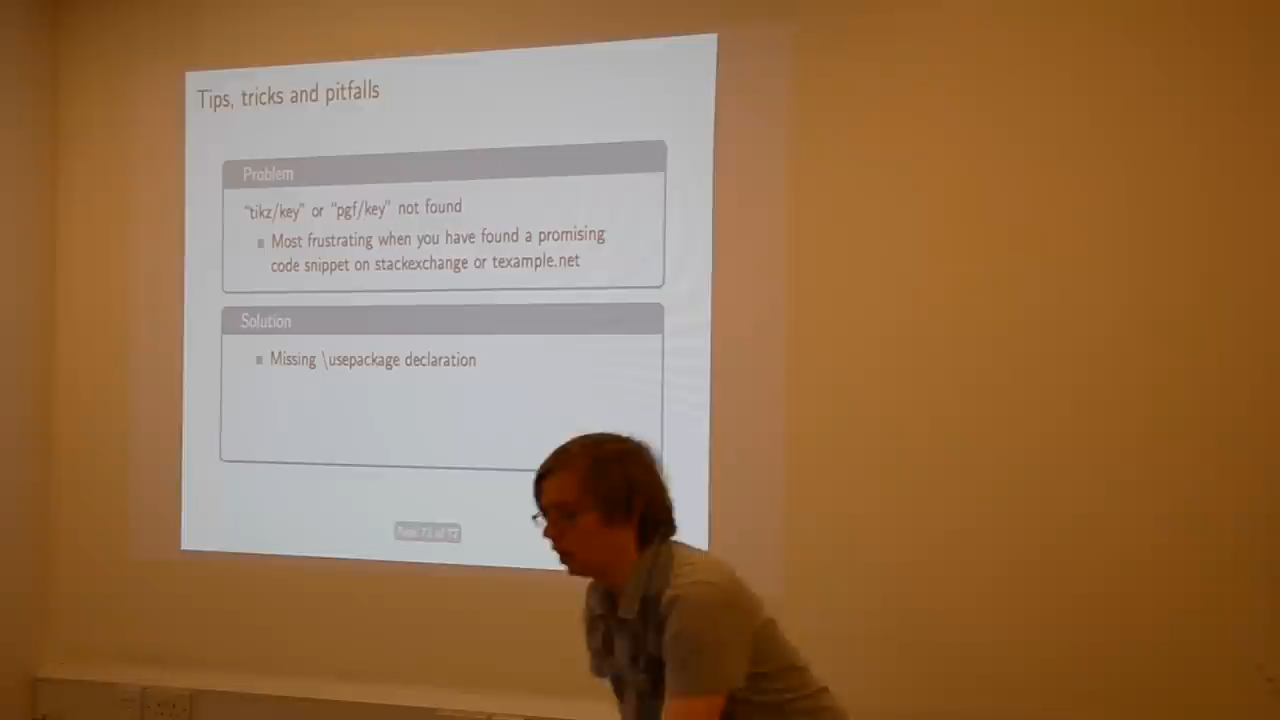 Tips, tricks and pitfalls
Problem
"tikz/key" or "pgf/key" not found
Most frustrating when you have found a promising
code snippet on stackexchange or texample.net
Solution
Missing \usepackage declaration